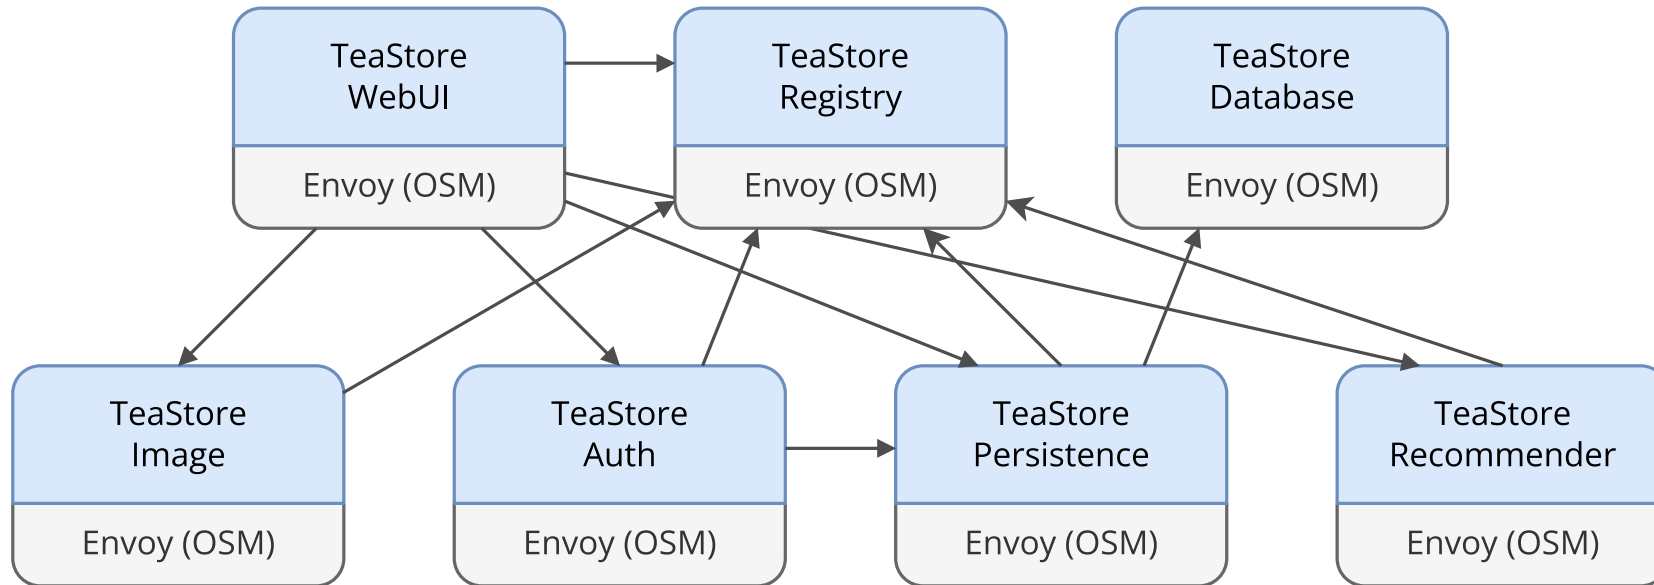 TeaStore
WebUI
Envoy (OSM)
TeaStore
Registry
Envoy (OSM)
TeaStore
Database
Envoy (OSM)
TeaStore
Image
Envoy (OSM)
TeaStore
Auth
Envoy (OSM)
TeaStore
Persistence
Envoy (OSM)
TeaStore
Recommender
Envoy (OSM)